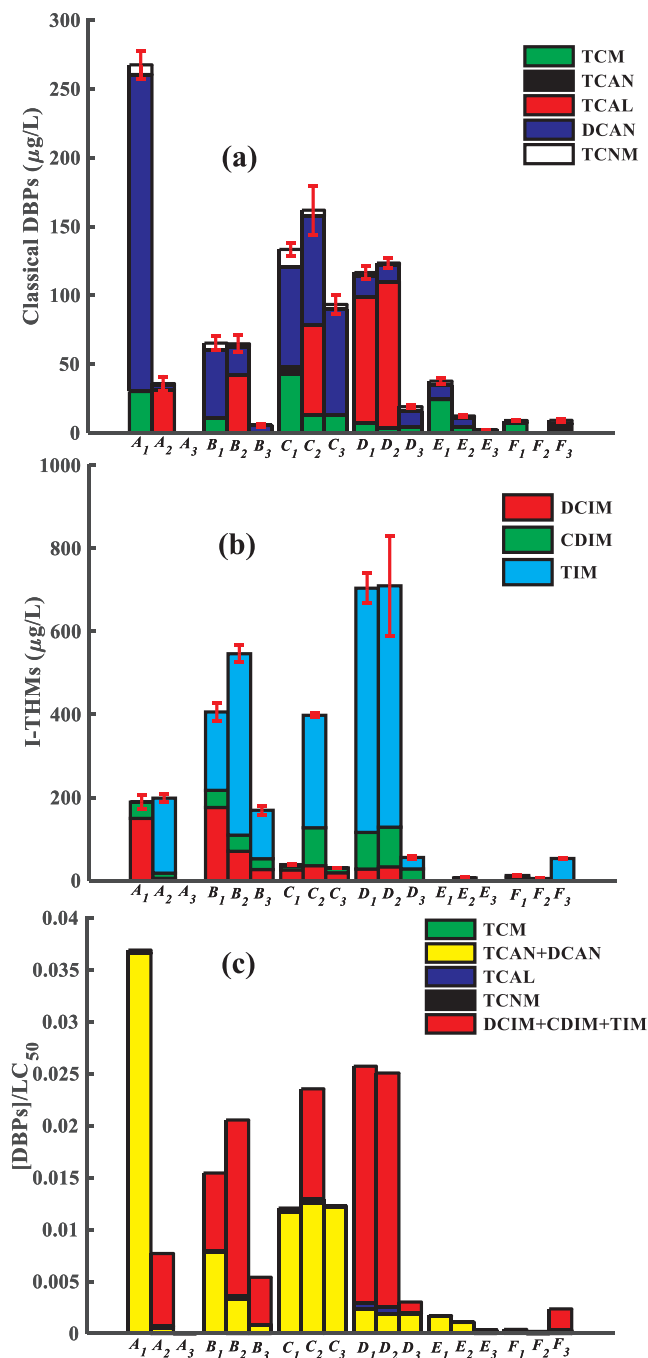 300
250
200
150
100
50
0
Classical DBPs (μg/L)
(a)
TCM
TCAN
TCAL
DCAN
TCNM
A1 A2 A3 B1 B2 B3 C1 C2 C3 D1 D2 D3 E1 E2 E3 F1 F2 F3
1000
800
600
400
200
0
I-THMs (μg/L)
(b)
DCIM
CDIM
TIM
A1 A2 A3 B1 B2 B3 C1 C2 C3 D1 D2 D3 E1 E2 E3 F1 F2 F3
0.04
0.035
0.03
0.025
0.02
0.015
0.01
0.005
0
[DBPs]/LC50
(c)
TCM
TCAN+DCAN
TCAL
TCNM
DCIM+CDIM+TIM
A1 A2 A3 B1 B2 B3 C1 C2 C3 D1 D2 D3 E1 E2 E3 F1 F2 F3